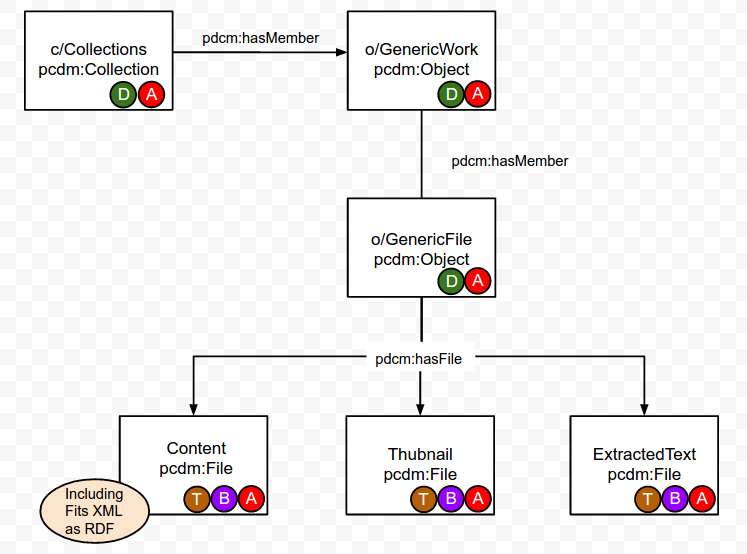 c/Collections
pcdm:Collection
D A
pdcm:hasMember
o/GenericWork
pcdm:Object
D A
pdcm:hasMember
o/GenericFile
pcdm:Object
D A
pdcm:hasFile
Content
pcdm:File
T B A
Including
Fits XML
as RDF
Thubnail
pcdm:File
T B A
ExtractedText
pcdm:File
T B A